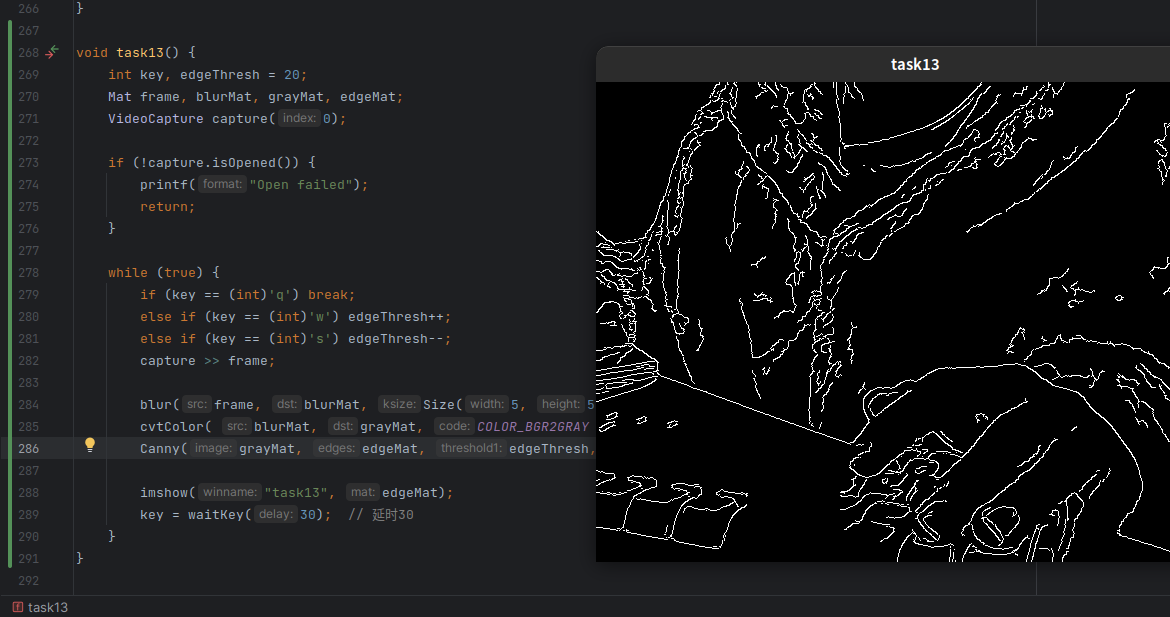 266 }
267
268 void task13() {
269 int key, edgeThresh = 20;
270 Mat frame, blurMat, grayMat, edgeMat;
271 VideoCapture capture( index: 0);
272
273 if (!capture.isOpened()) {
274 printf( format: "Open failed");
275 return;
276 }
277
278 while (true) {
279 if (key == (int)'q') break;
280 else if (key == (int)'w') edgeThresh++;
281 else if (key == (int)'s') edgeThresh--;
282 capture >> frame;
283
284 blur( src: frame, dst: blurMat, ksize: Size( width: 5, height: 5
285 cvtColor( src: blurMat, dst: grayMat, code: COLOR_BGR2GRAY
286 Canny( image: grayMat, edges: edgeMat, threshold1: edgeThresh,
287
288 imshow( winname: "task13", mat: edgeMat);
289 key = waitKey( delay: 30); // 延时30
290 }
291 }
292
task13
f task13